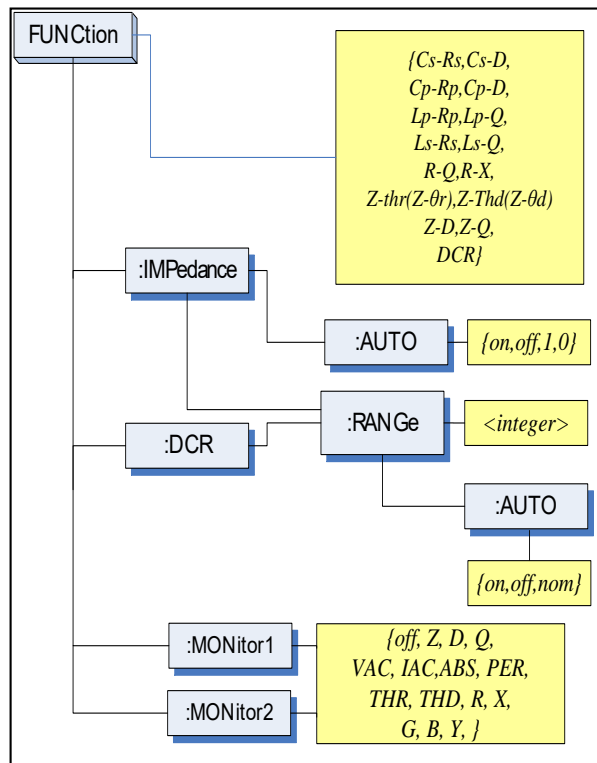 FUNCtion
{Cs-Rs,Cs-D,
Cp-Rp,Cp-D,
Lp-Rp,Lp-Q,
Ls-Rs,Ls-Q,
R-Q,R-X,
Z-thr(Z-θr),Z-Thd(Z-θd)
Z-D,Z-Q,
DCR}
:IMPedance
:AUTO
{on,off,1,0}
:DCR
:RANGe
<integer>
:AUTO
{on,off,nom}
:MONitor1
:MONitor2
{off, Z, D, Q,
VAC, IAC,ABS, PER,
THR, THD, R, X,
G, B, Y, }